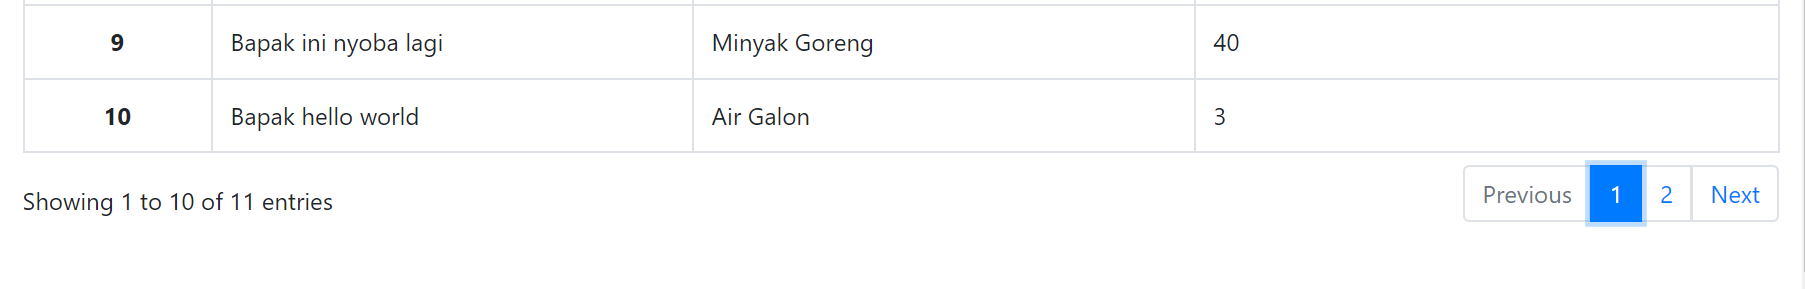 9 Bapak ini nyoba lagi Minyak Goreng 40
10 Bapak hello world Air Galon 3
Showing 1 to 10 of 11 entries Previous 1 2 Next